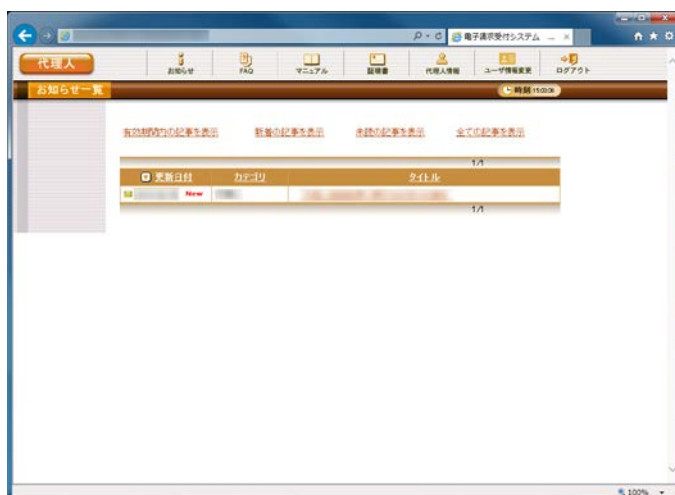 電子請求受付システム
代理人
お知らせ FAQ マニュアル 証明書 代理人情報 ユーザ情報変更 ログアウト
お知らせ一覧 時刻 15:03:06
有効期間内の記事を表示 新着の記事を表示 未読の記事を表示 全ての記事を表示
1/1
更新日付 カテゴリ タイトル
New
1/1
100%